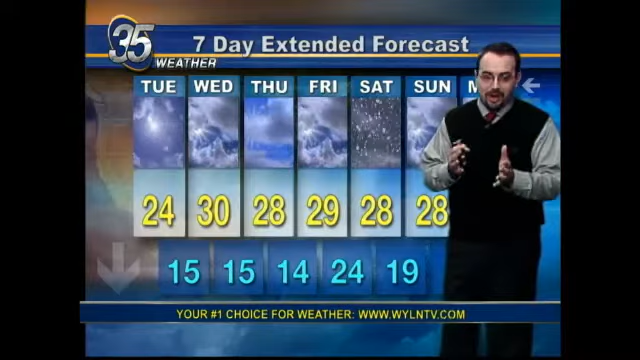 35
WEATHER
7 Day Extended Forecast
TUE WED THU FRI SAT SUN M
24 30 28 29 28 28
15 15 14 24 19
YOUR #1 CHOICE FOR WEATHER: WWW.WYLNTV.COM